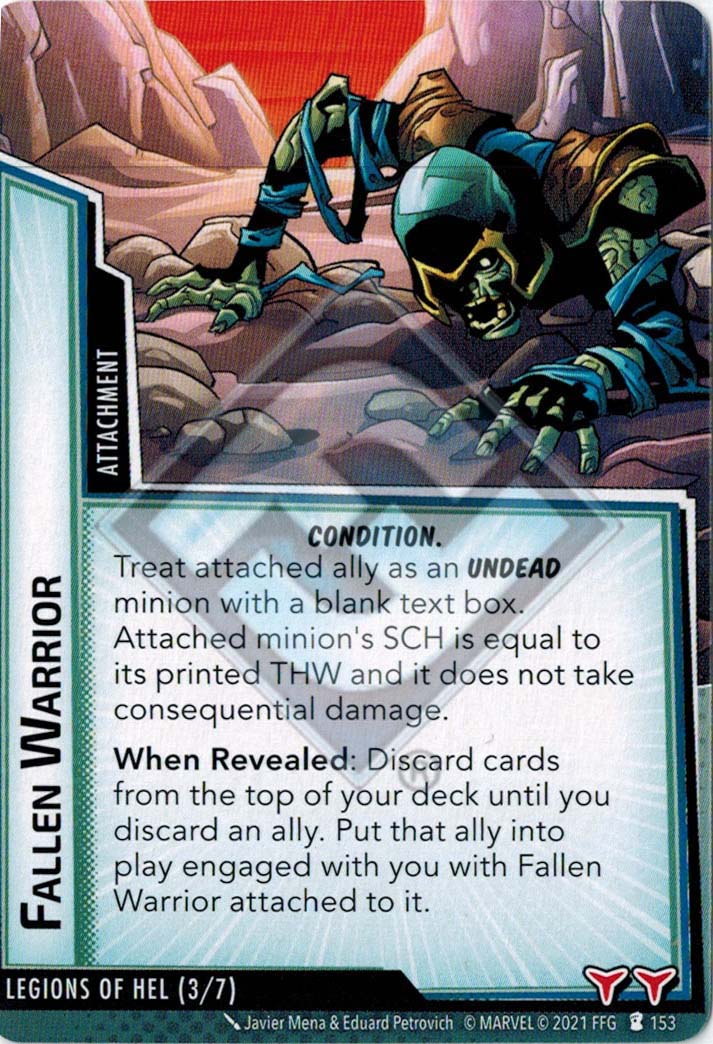 ATTACHMENT
FALLEN WARRIOR
CONDITION.
Treat attached ally as an UNDEAD
minion with a blank text box.
Attached minion's SCH is equal to
its printed THW and it does not take
consequential damage.
When Revealed: Discard cards
from the top of your deck until you
discard an ally. Put that ally into
play engaged with you with Fallen
Warrior attached to it.
LEGIONS OF HEL (3/7)
Javier Mena & Eduard Petrovich © MARVEL © 2021 FFG 153
®